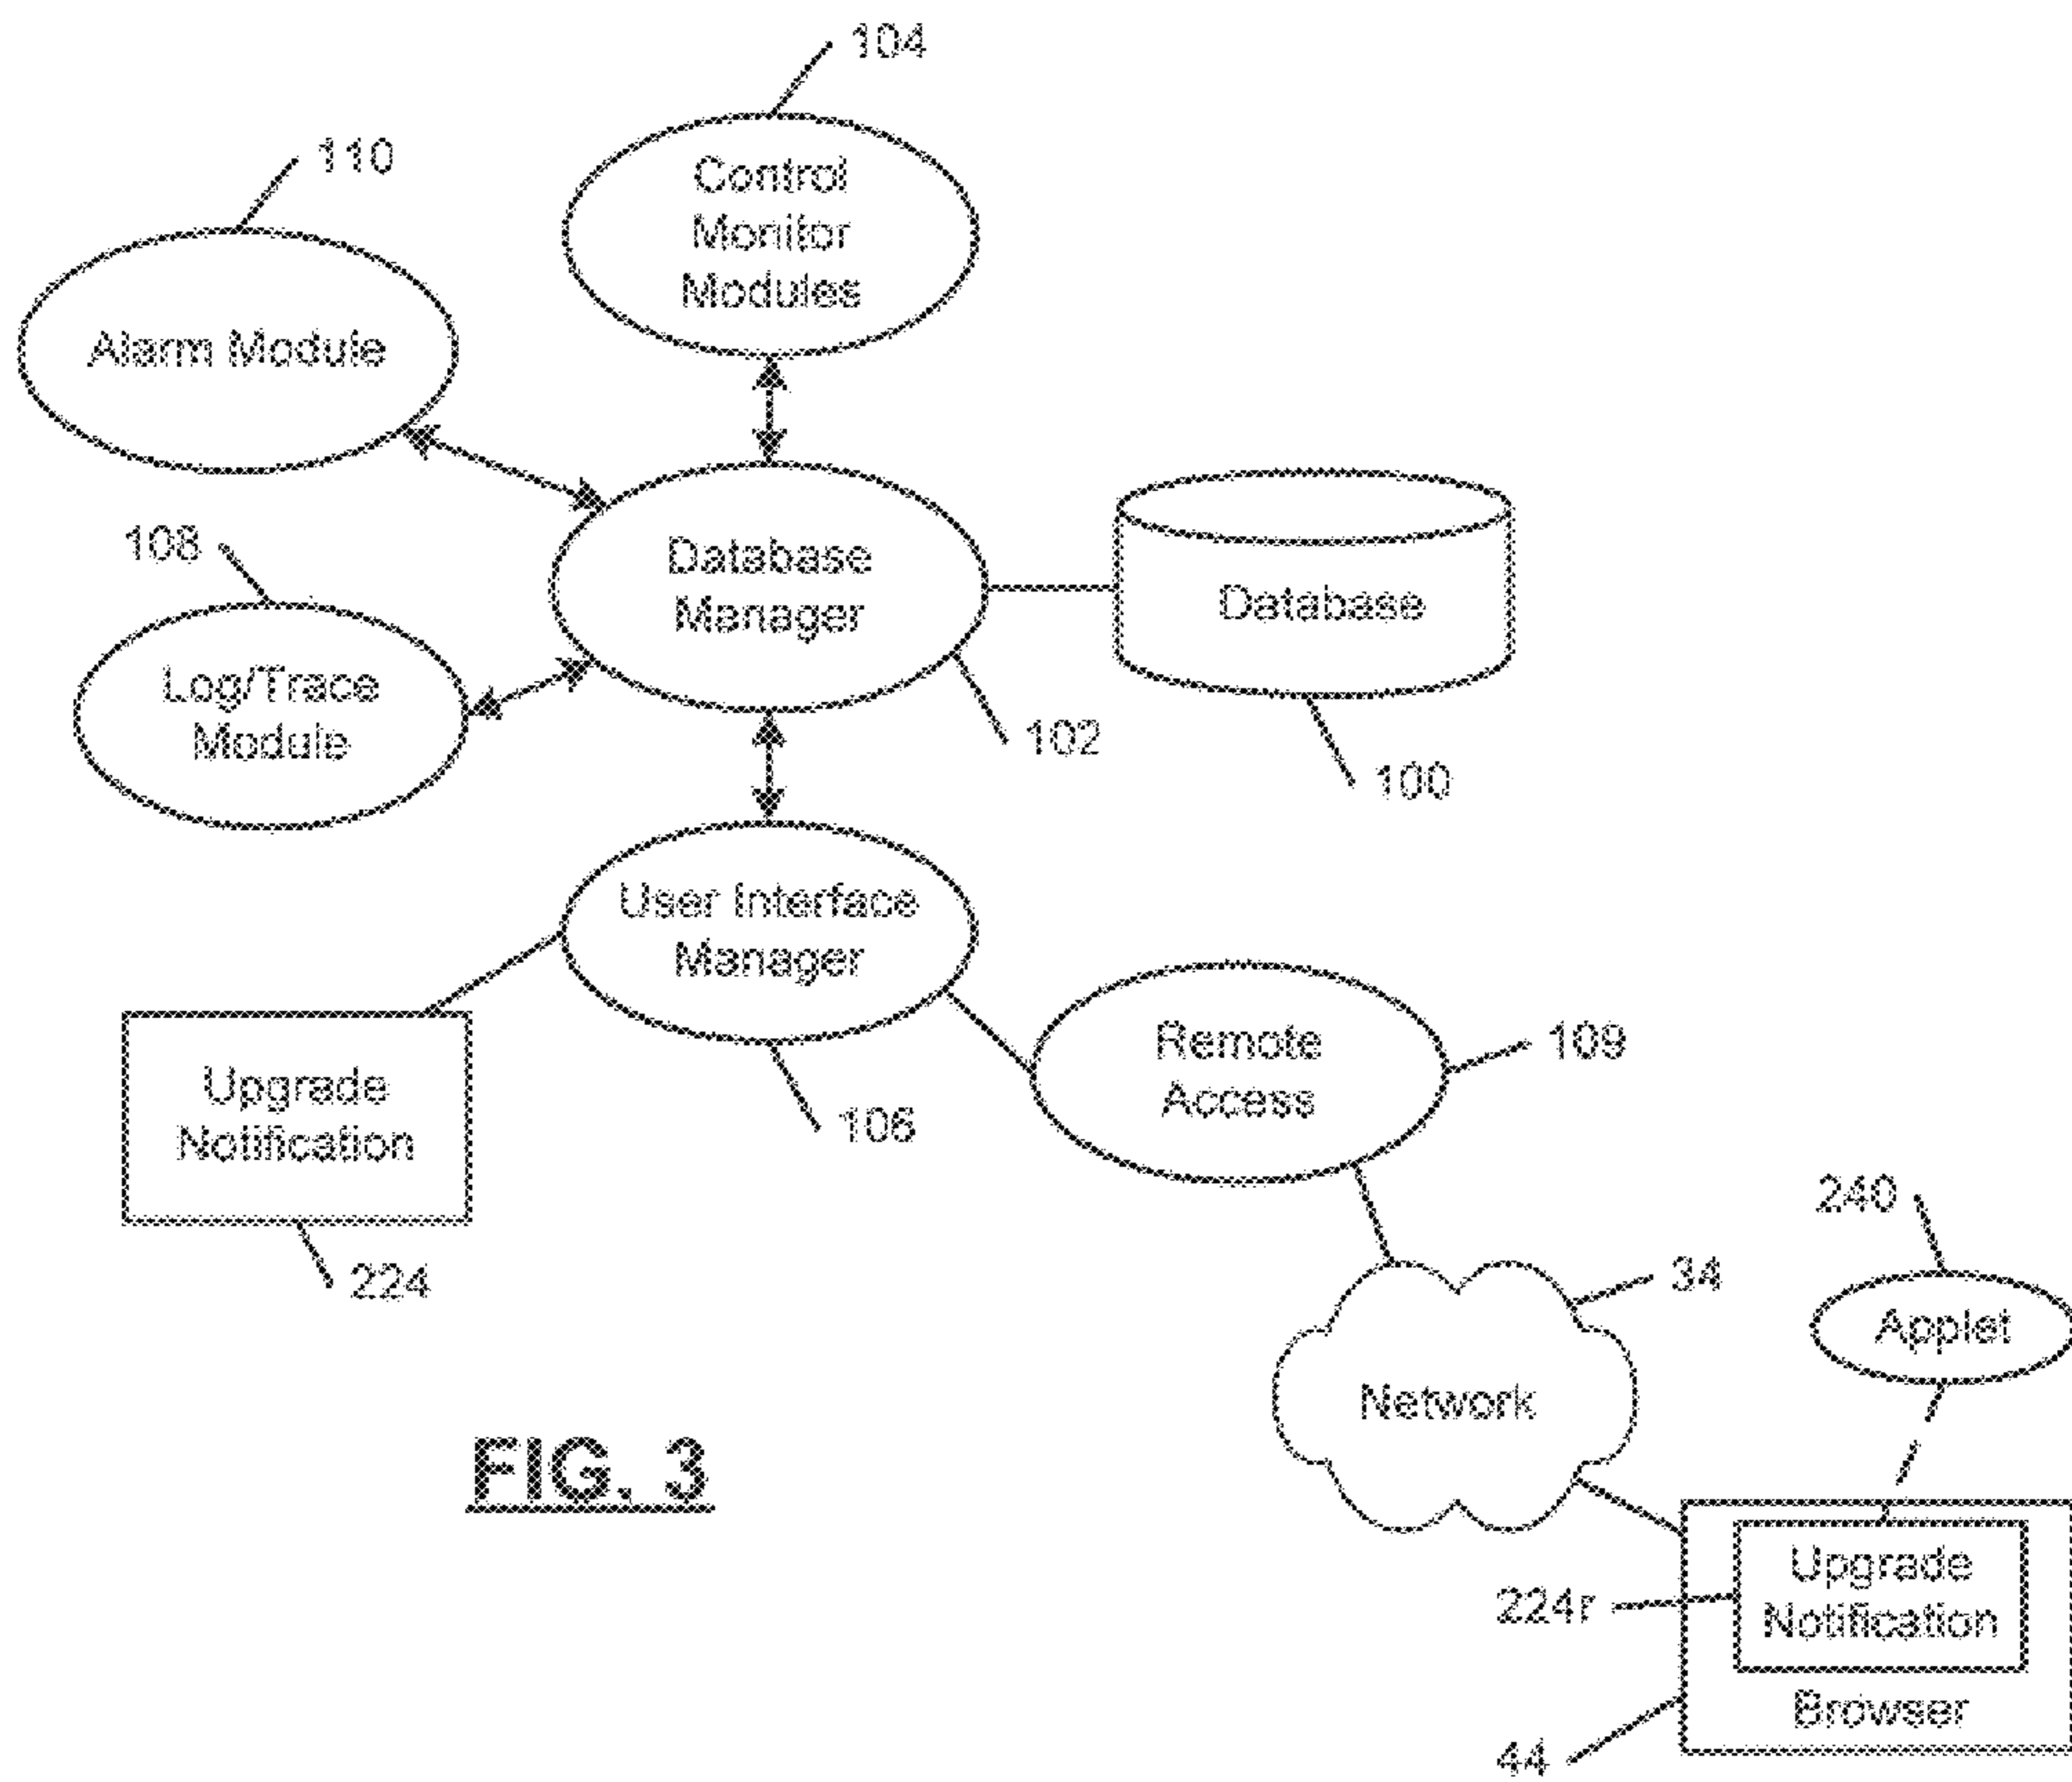 104
110
Control
Monitor
Modules
Alarm Module
108
Database
Manager
Database
Log/Trace
Module
102
100
User Interface
Manager
Remote
Access
109
Upgrade
Notification
106
224
240
34
Applet
Network
FIG. 3
Upgrade
Notification
224r
Browser
44